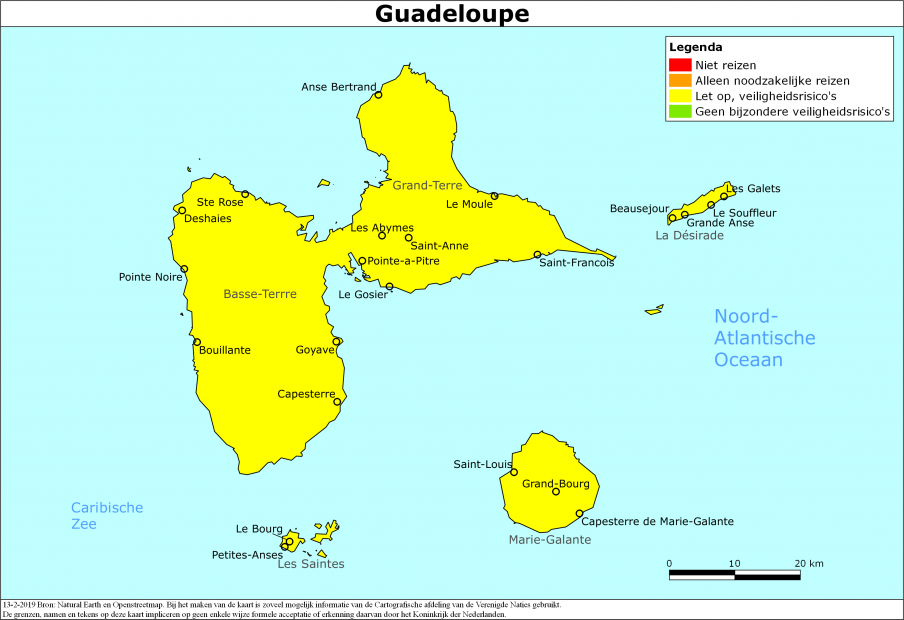 Guadeloupe
Legenda
Niet reizen
Alleen noodzakelijke reizen
Let op, veiligheidsrisico's
Geen bijzondere veiligheidsrisico's
Anse Bertrand
Grand-Terre
Le Moule
Les Galets
Ste Rose
Deshaies
Beausejour
Le Souffleur
Grande Anse
La Désirade
Les Abymes
Saint-Anne
Pointe-a-Pitre
Saint-Francois
Pointe Noire
Basse-Terrre
Le Gosier
Noord-
Atlantische
Oceaan
Bouillante
Goyave
Capesterre
Saint-Louis
Grand-Bourg
Capesterre de Marie-Galante
Marie-Galante
Caribische
Zee
Le Bourg
Petites-Anses
Les Saintes
0 10 20 km
13-2-2019 Bron: Natural Earth en Openstreetmap. Bij het maken van de kaart is zoveel mogelijk informatie van de Cartografische afdeling van de Verenigde Naties gebruikt.
De grenzen, namen en tekens op deze kaart impliceren op geen enkele wijze formele acceptatie of erkenning daarvan door het Koninkrijk der Nederlanden.